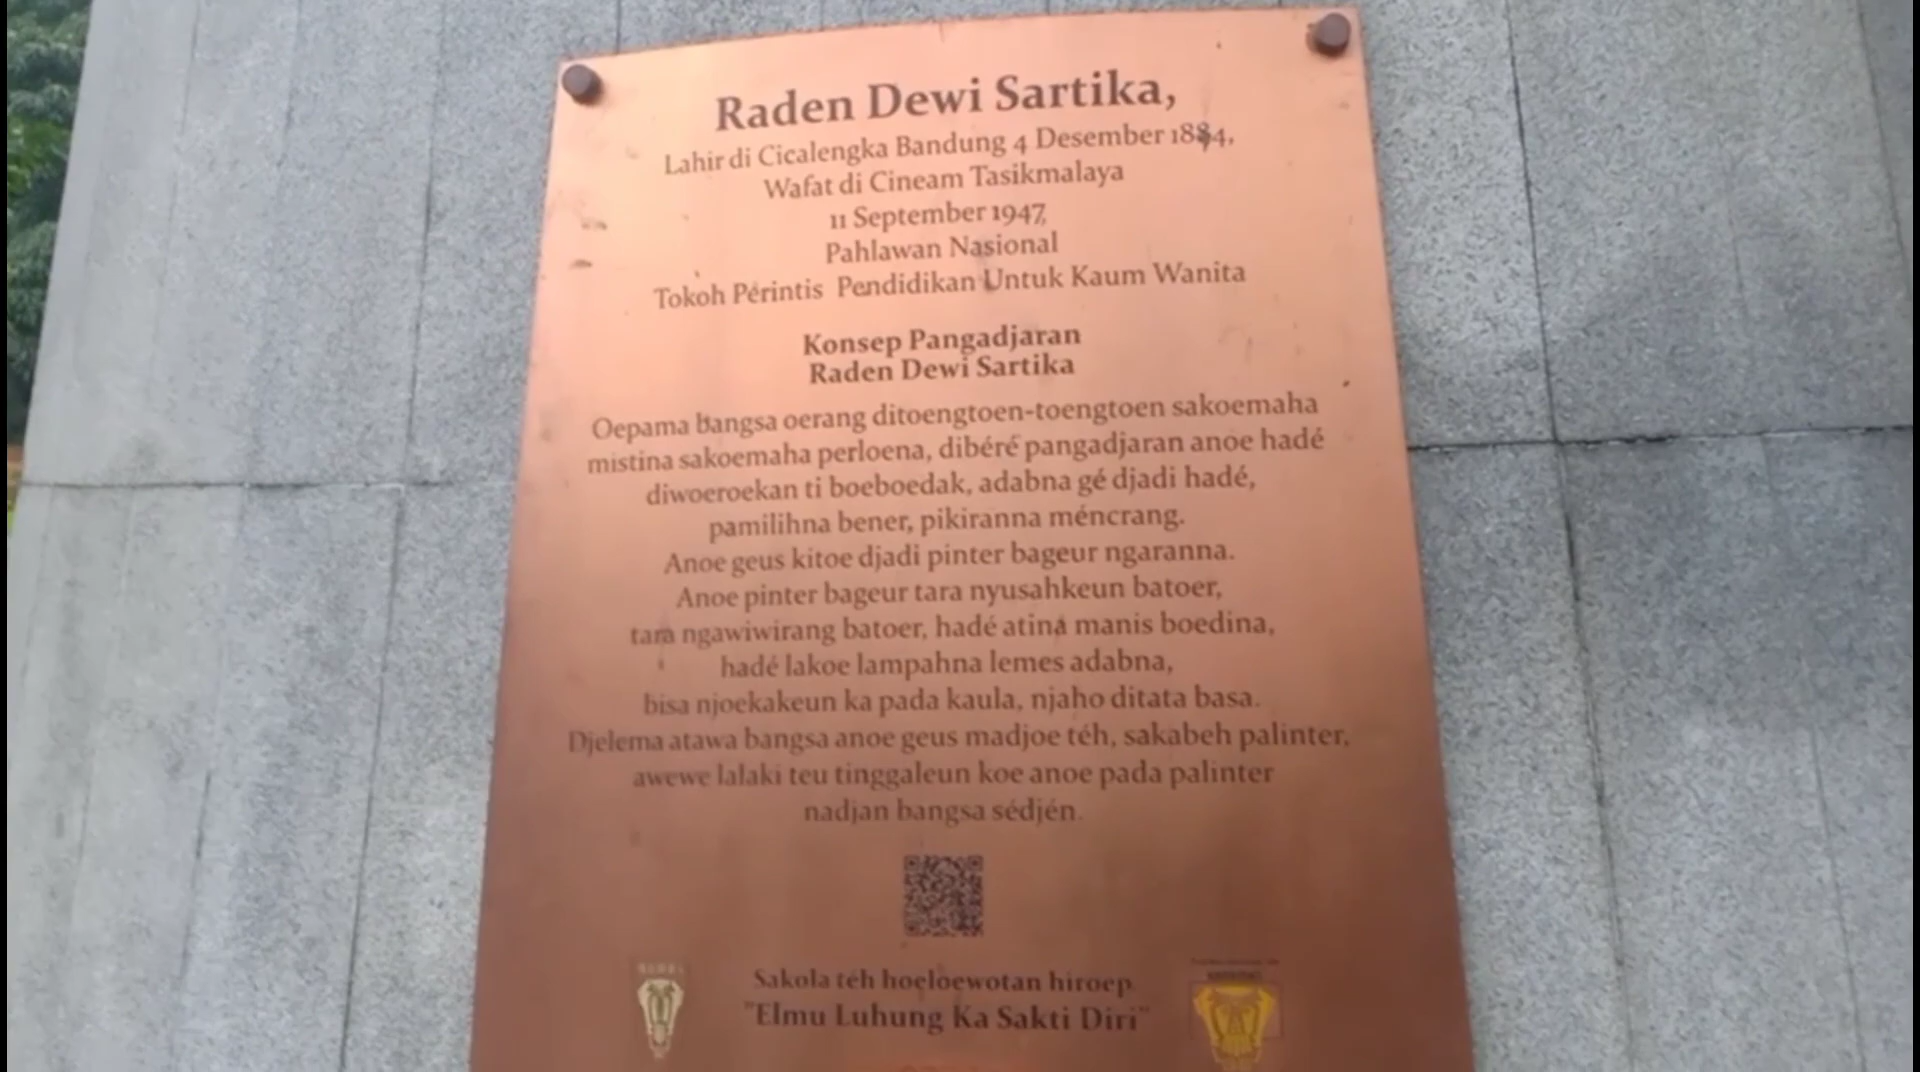 Raden Dewi Sartika,
Lahir di Cicalengka Bandung 4 Desember 1884,
Wafat di Cineam Tasikmalaya
11 September 1947,
Pahlawan Nasional
Tokoh Périntis Pendidikan Untuk Kaum Wanita
Konsep Pangadjaran
Raden Dewi Sartika
Oepama bangsa oerang ditoengtoen-toengtoen sakoemaha
mistina sakoemaha perloena, dibéré pangadjaran anoe hadé
diwoeroekan ti boeboedak, adabna gé djadi hadé,
pamilihna bener, pikiranna méncrang.
Anoe geus kitoe djadi pinter bageur ngaranna.
Anoe pinter bageur tara nyusahkeun batoer,
tara ngawiwirang batoer, hadé atina manis boedina,
hadé lakoe lampahna lemes adabna,
bisa njoekakeun ka pada kaula, njaho ditata basa.
Djelema atawa bangsa anoe geus madjoe téh, sakabeh palinter,
awewe lalaki teu tinggaleun koe anoe pada palinter
nadjan bangsa sédjén.
Sakola téh hoeloewotan hiroep
"Elmu Luhung Ka Sakti Diri"